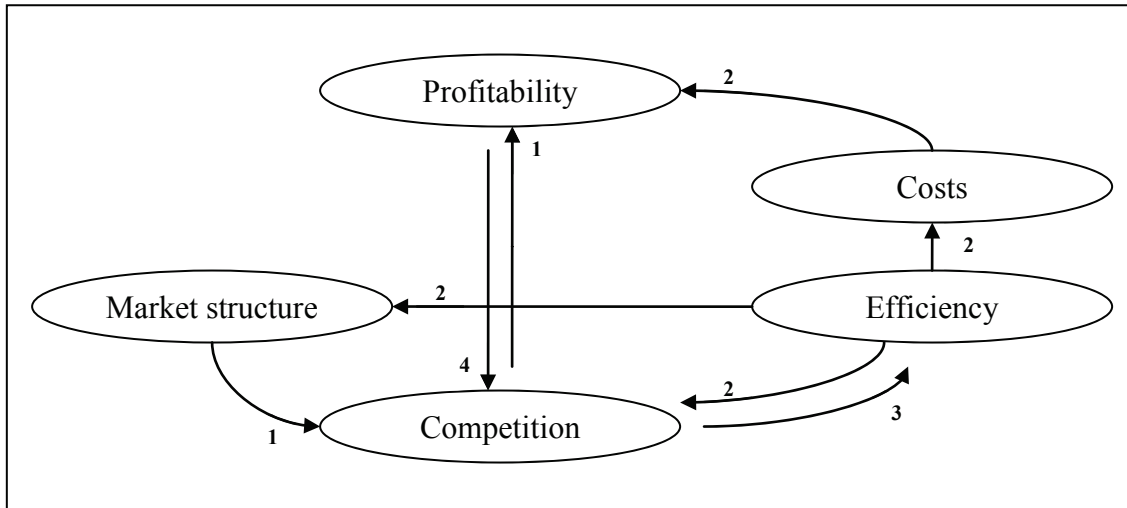 2
Profitability
1
Costs
2
Market structure
2
Efficiency
4
2
3
1
Competition